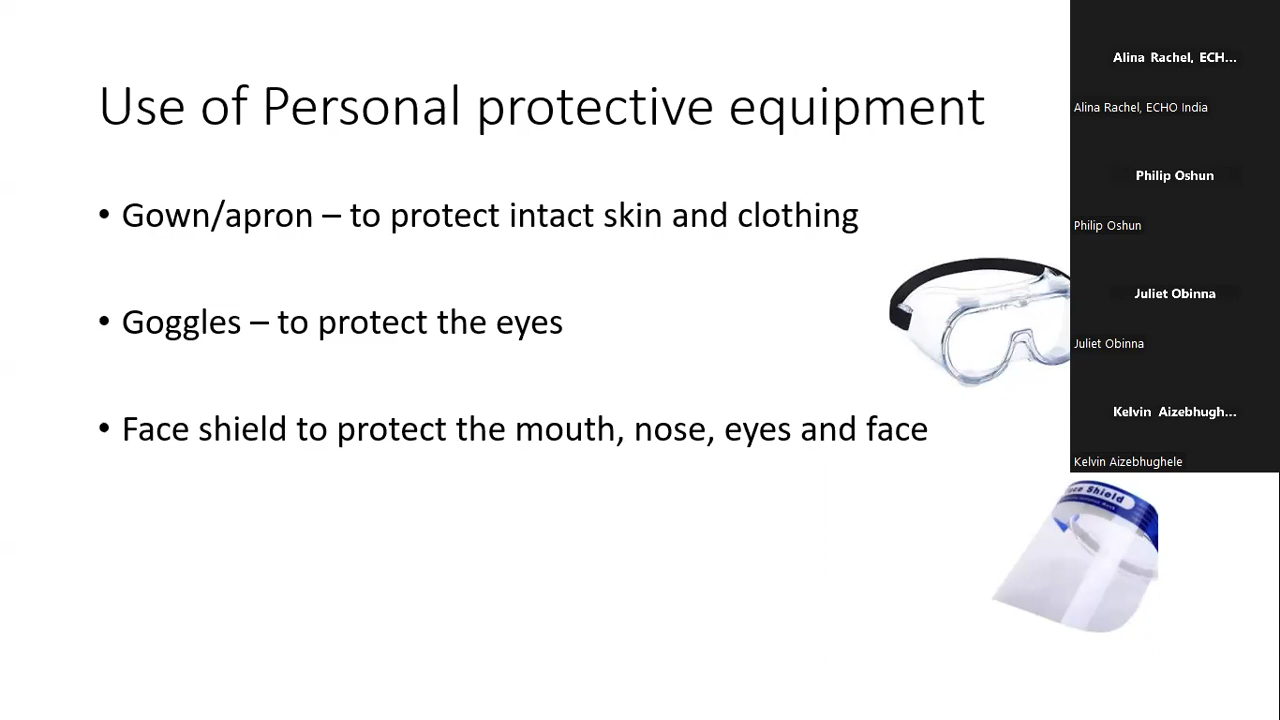 Use of Personal protective equipment
• Gown/apron – to protect intact skin and clothing
• Goggles – to protect the eyes
• Face shield to protect the mouth, nose, eyes and face
Alina Rachel, ECH...
Alina Rachel, ECHO India
Philip Oshun
Philip Oshun
Juliet Obinna
Juliet Obinna
Kelvin Aizebhugh...
Kelvin Aizebhughele
Shield